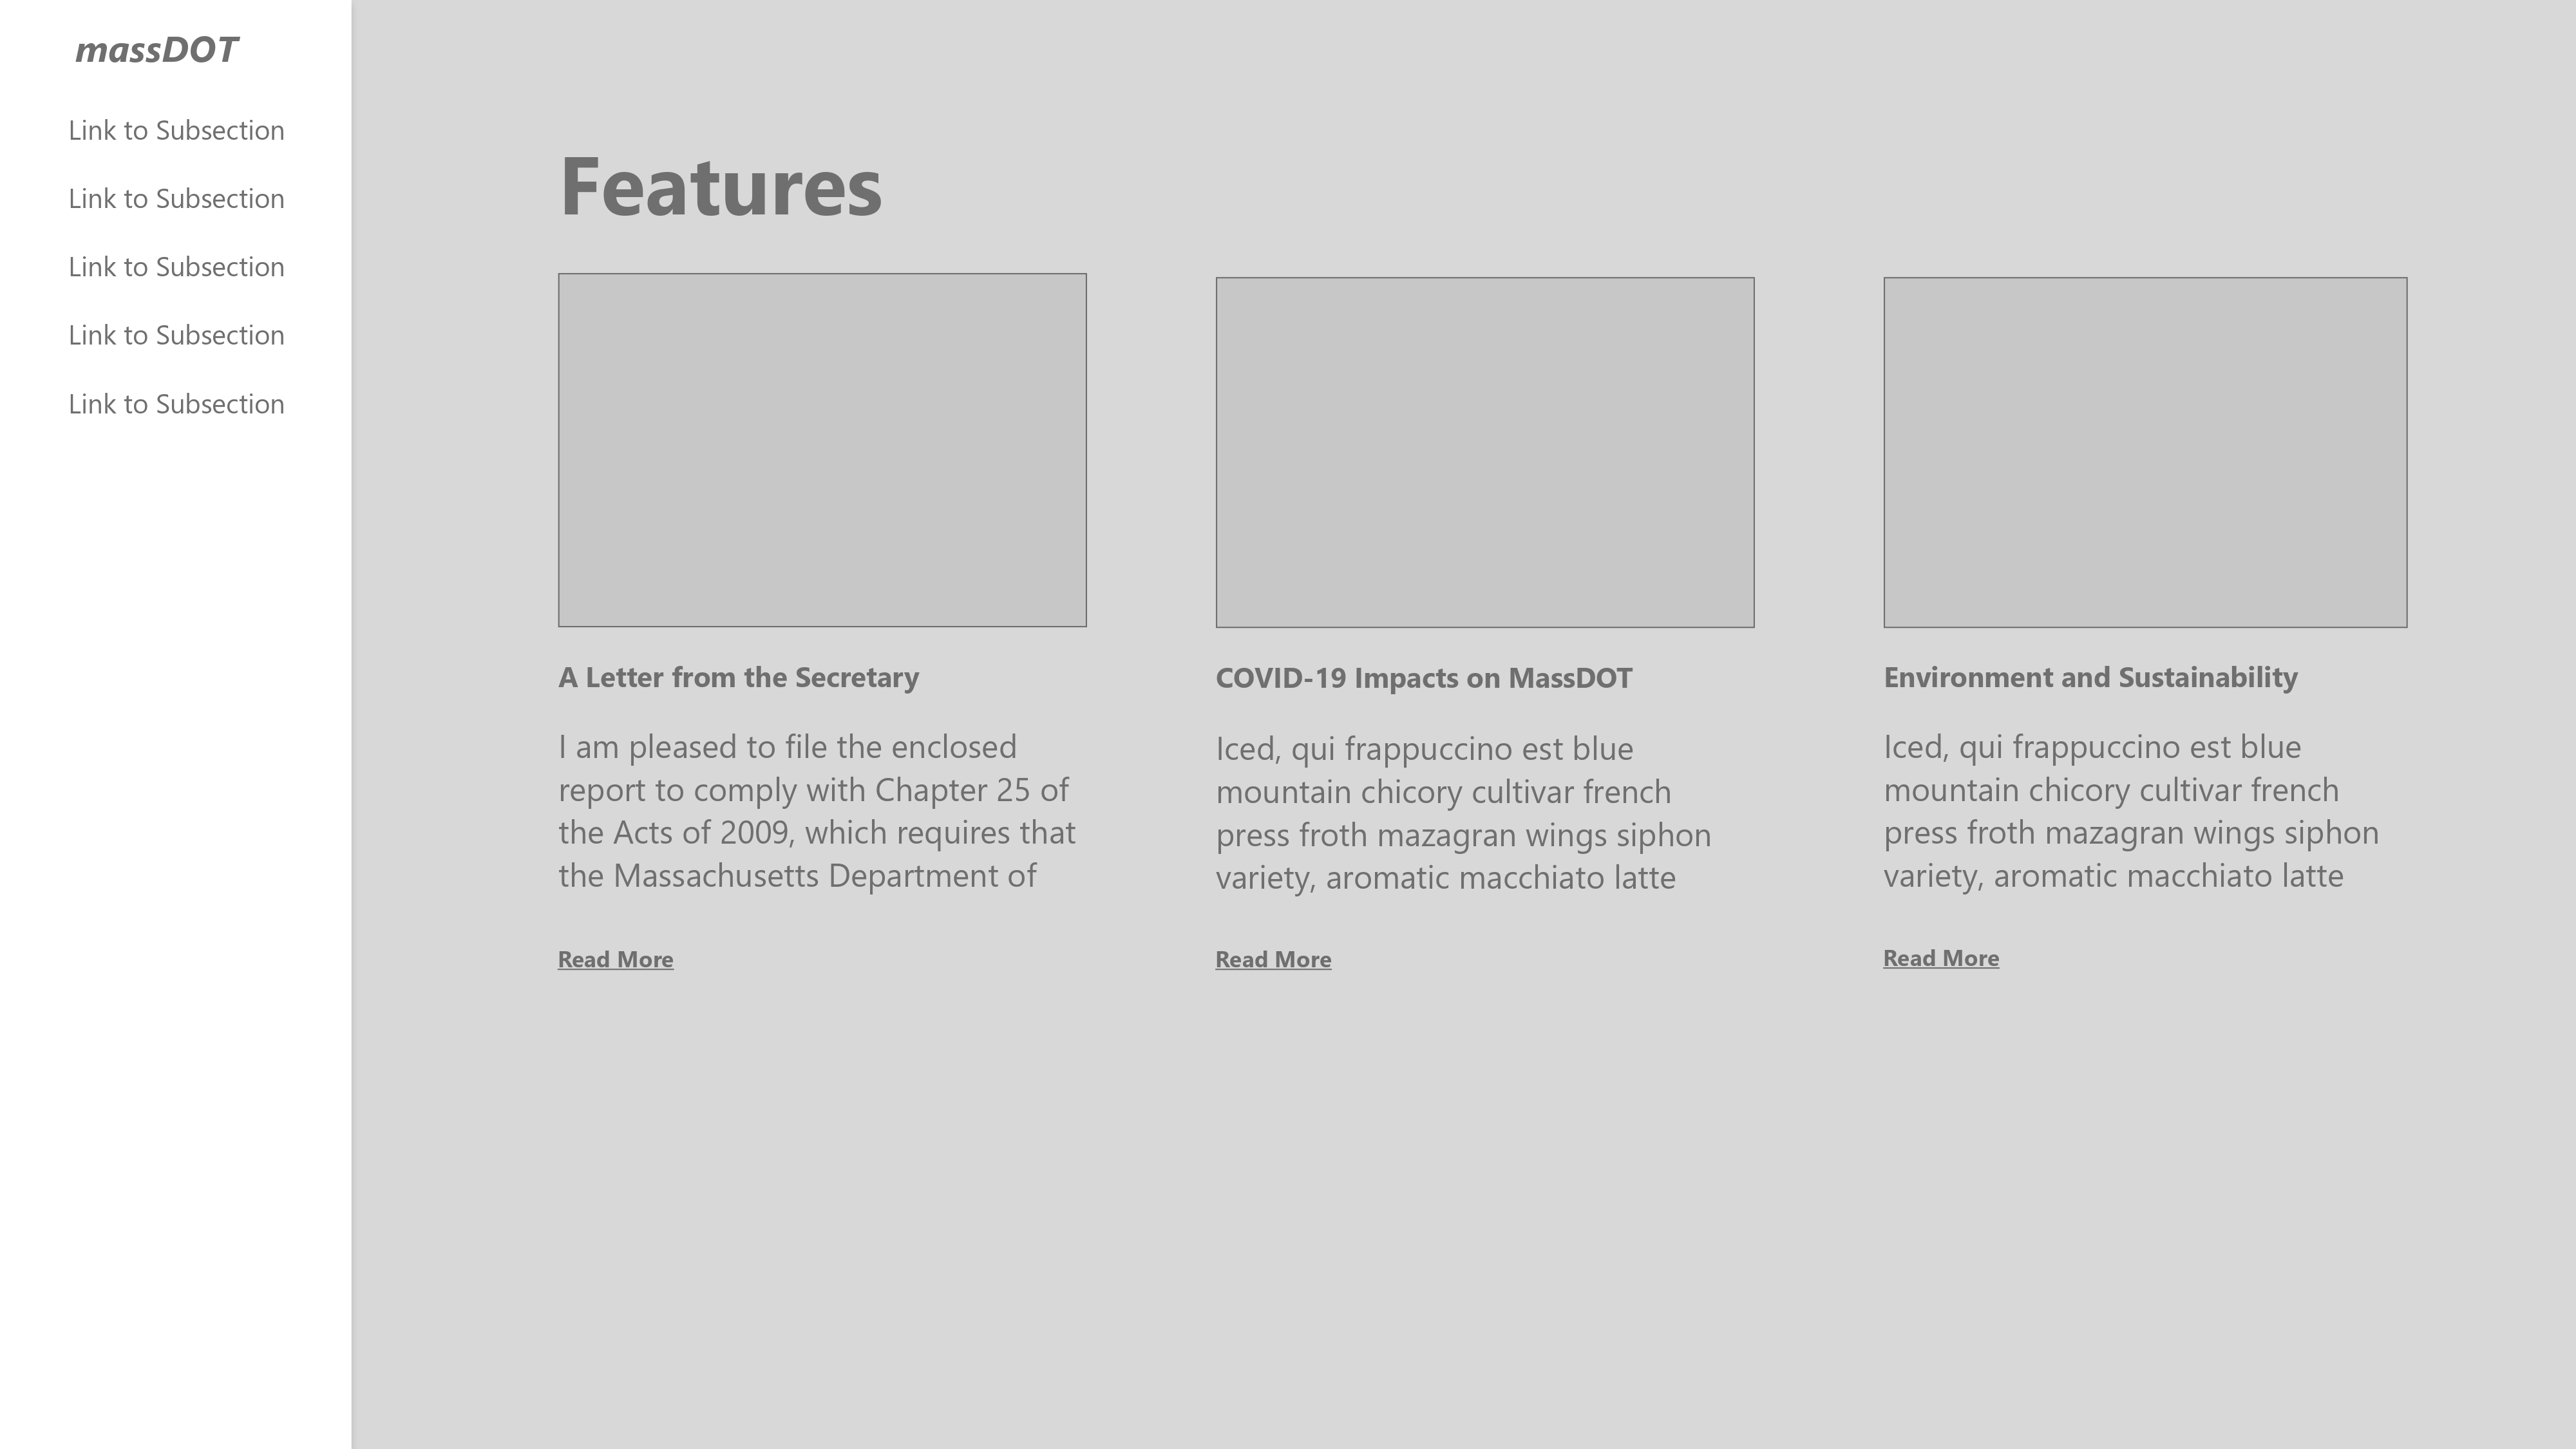 massDOT
Link to Subsection
Link to Subsection
Link to Subsection
Link to Subsection
Link to Subsection
Features
A Letter from the Secretary
I am pleased to file the enclosed
report to comply with Chapter 25 of
the Acts of 2009, which requires that
the Massachusetts Department of
Read More
COVID-19 Impacts on MassDOT
Iced, qui frappuccino est blue
mountain chicory cultivar french
press froth mazagran wings siphon
variety, aromatic macchiato latte
Read More
Environment and Sustainability
Iced, qui frappuccino est blue
mountain chicory cultivar french
press froth mazagran wings siphon
variety, aromatic macchiato latte
Read More